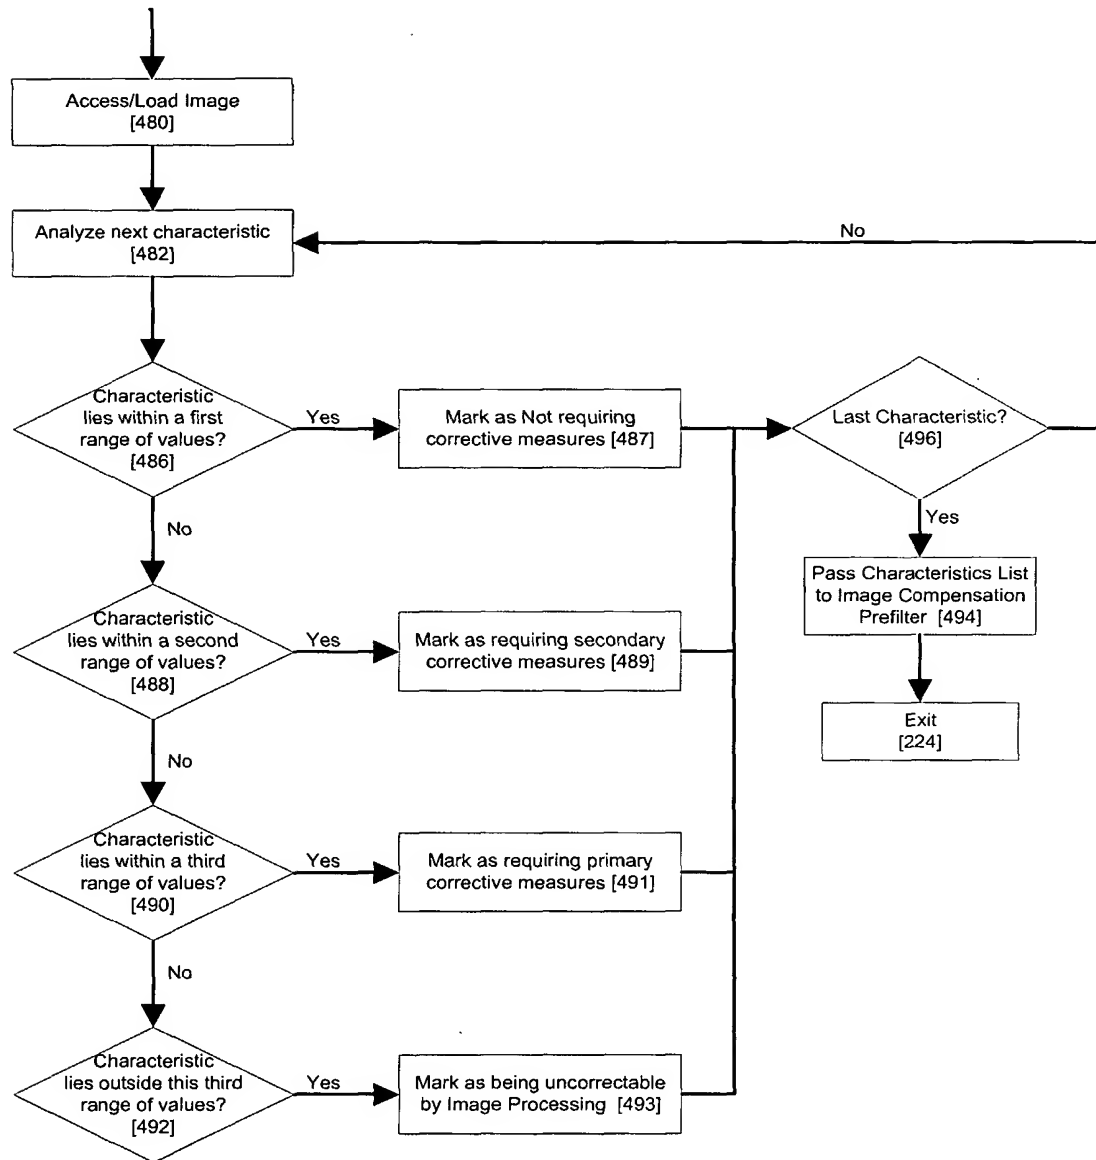 Access/Load Image
[480]
Analyze next characteristic
[482]
No
Characteristic
lies within a first
range of values?
[486]
Yes
Mark as Not requiring
corrective measures [487]
Last Characteristic?
[496]
No
Yes
Characteristic
lies within a second
range of values?
[488]
Yes
Mark as requiring secondary
corrective measures [489]
Pass Characteristics List
to Image Compensation
Prefilter [494]
Exit
[224]
No
Characteristic
lies within a third
range of values?
[490]
Yes
Mark as requiring primary
corrective measures [491]
No
Characteristic
lies outside this third
range of values?
[492]
Yes
Mark as being uncorrectable
by Image Processing [493]